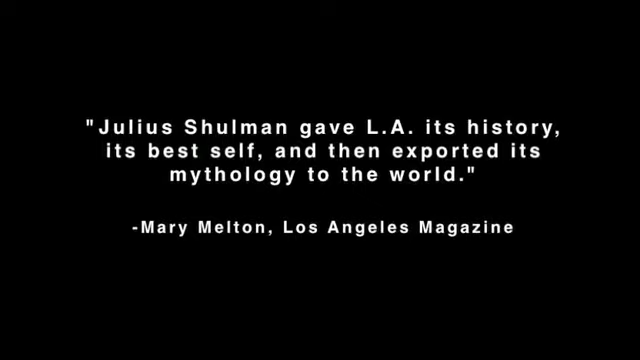 "Julius Shulman gave L.A. its history,
its best self, and then exported its
mythology to the world."
-Mary Melton, Los Angeles Magazine